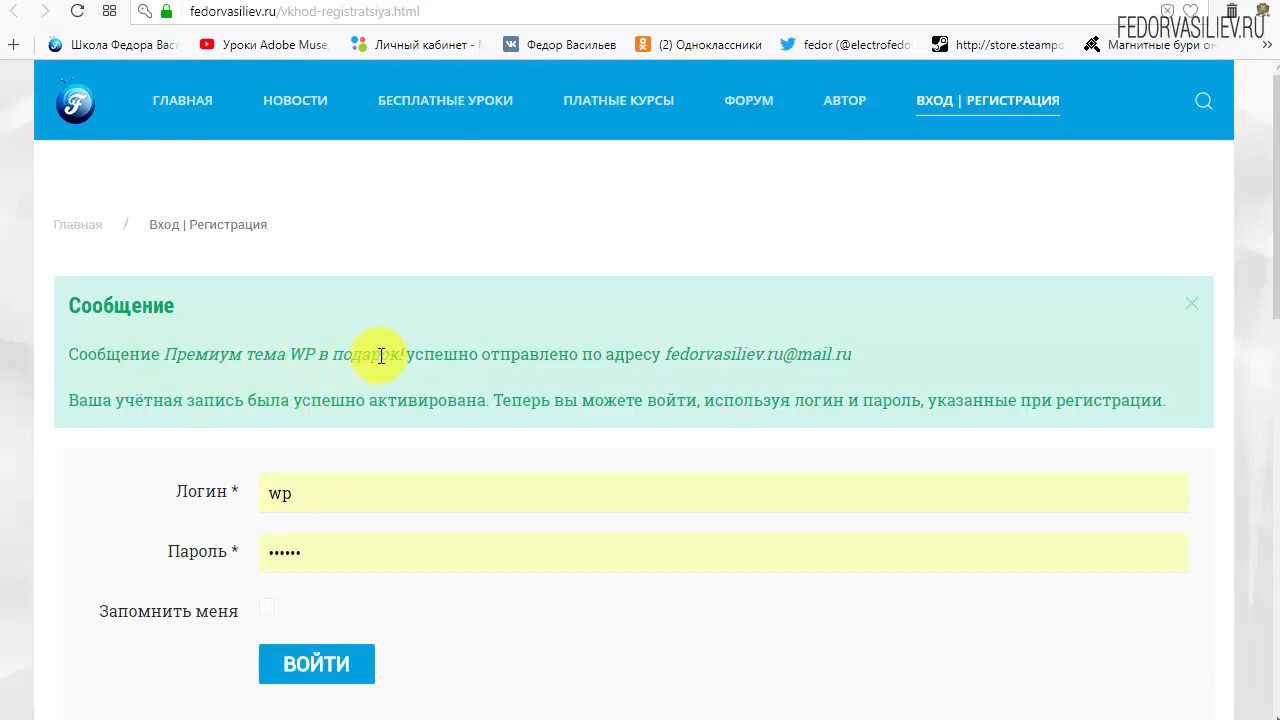 fedorvasiliev.ru/vkhod-registratsiya.html
FEDORVASILIEV.RU
Школа Федора Васи
Уроки Adobe Muse,
Личный кабинет -
Федор Васильев
(2) Одноклассники
fedor (@electrofedo
http://store.steampo
Магнитные бури он
ГЛАВНАЯ
НОВОСТИ
БЕСПЛАТНЫЕ УРОКИ
ПЛАТНЫЕ КУРСЫ
ФОРУМ
АВТОР
ВХОД | РЕГИСТРАЦИЯ
Главная / Вход | Регистрация
Сообщение
Сообщение Премиум тема WP в подарок! успешно отправлено по адресу fedorvasiliev.ru@mail.ru
Ваша учётная запись была успешно активирована. Теперь вы можете войти, используя логин и пароль, указанные при регистрации.
Логин *
wp
Пароль *
••••••
Запомнить меня
ВОЙТИ